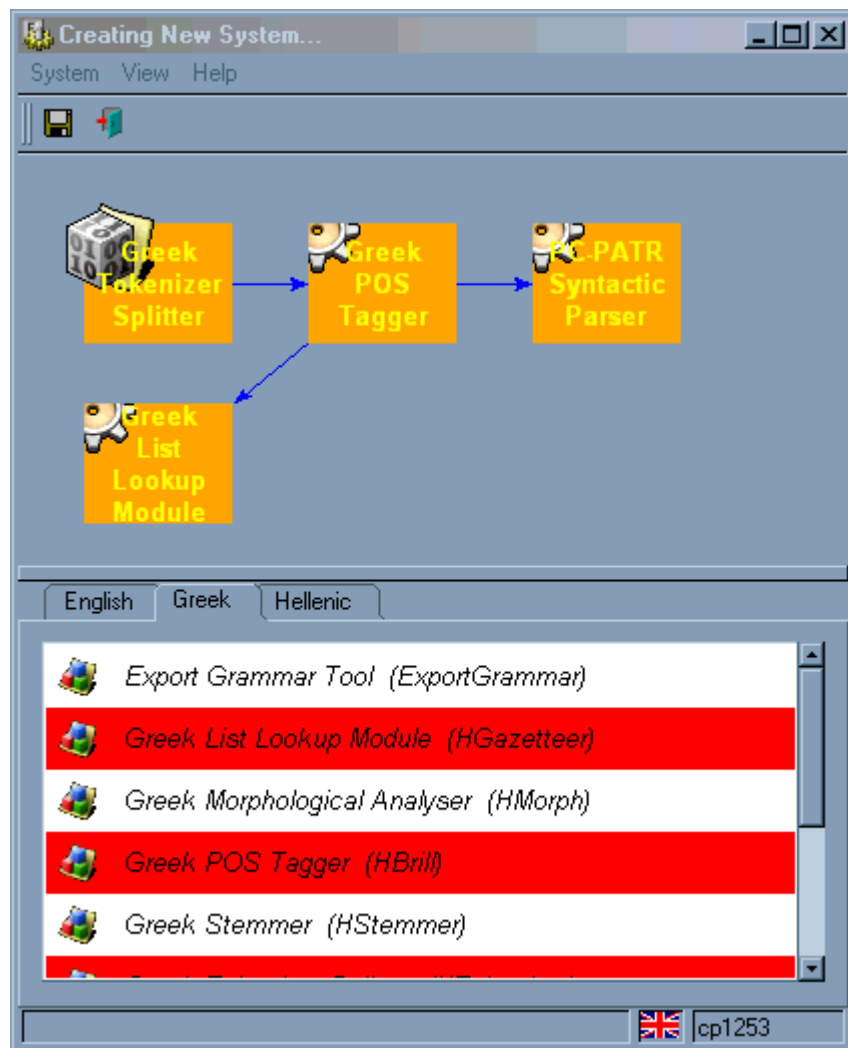 Creating New System...
System View Help
Greek
Tokenizer
Splitter
Greek
POS
Tagger
PC-PATR
Syntactic
Parser
Greek
List
Lookup
Module
English Greek Hellenic
Export Grammar Tool (ExportGrammar)
Greek List Lookup Module (HGazetteer)
Greek Morphological Analyser (HMorph)
Greek POS Tagger (HBrill)
Greek Stemmer (HStemmer)
cp1253